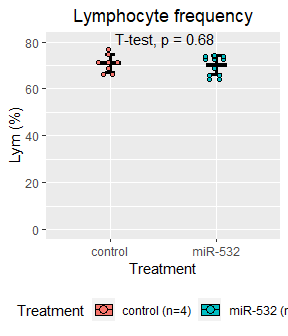 Lymphocyte frequency
T-test, p = 0.68
80
60
40
20
0
Lym (%)
control miR-532
Treatment
Treatment control (n=4) miR-532 (